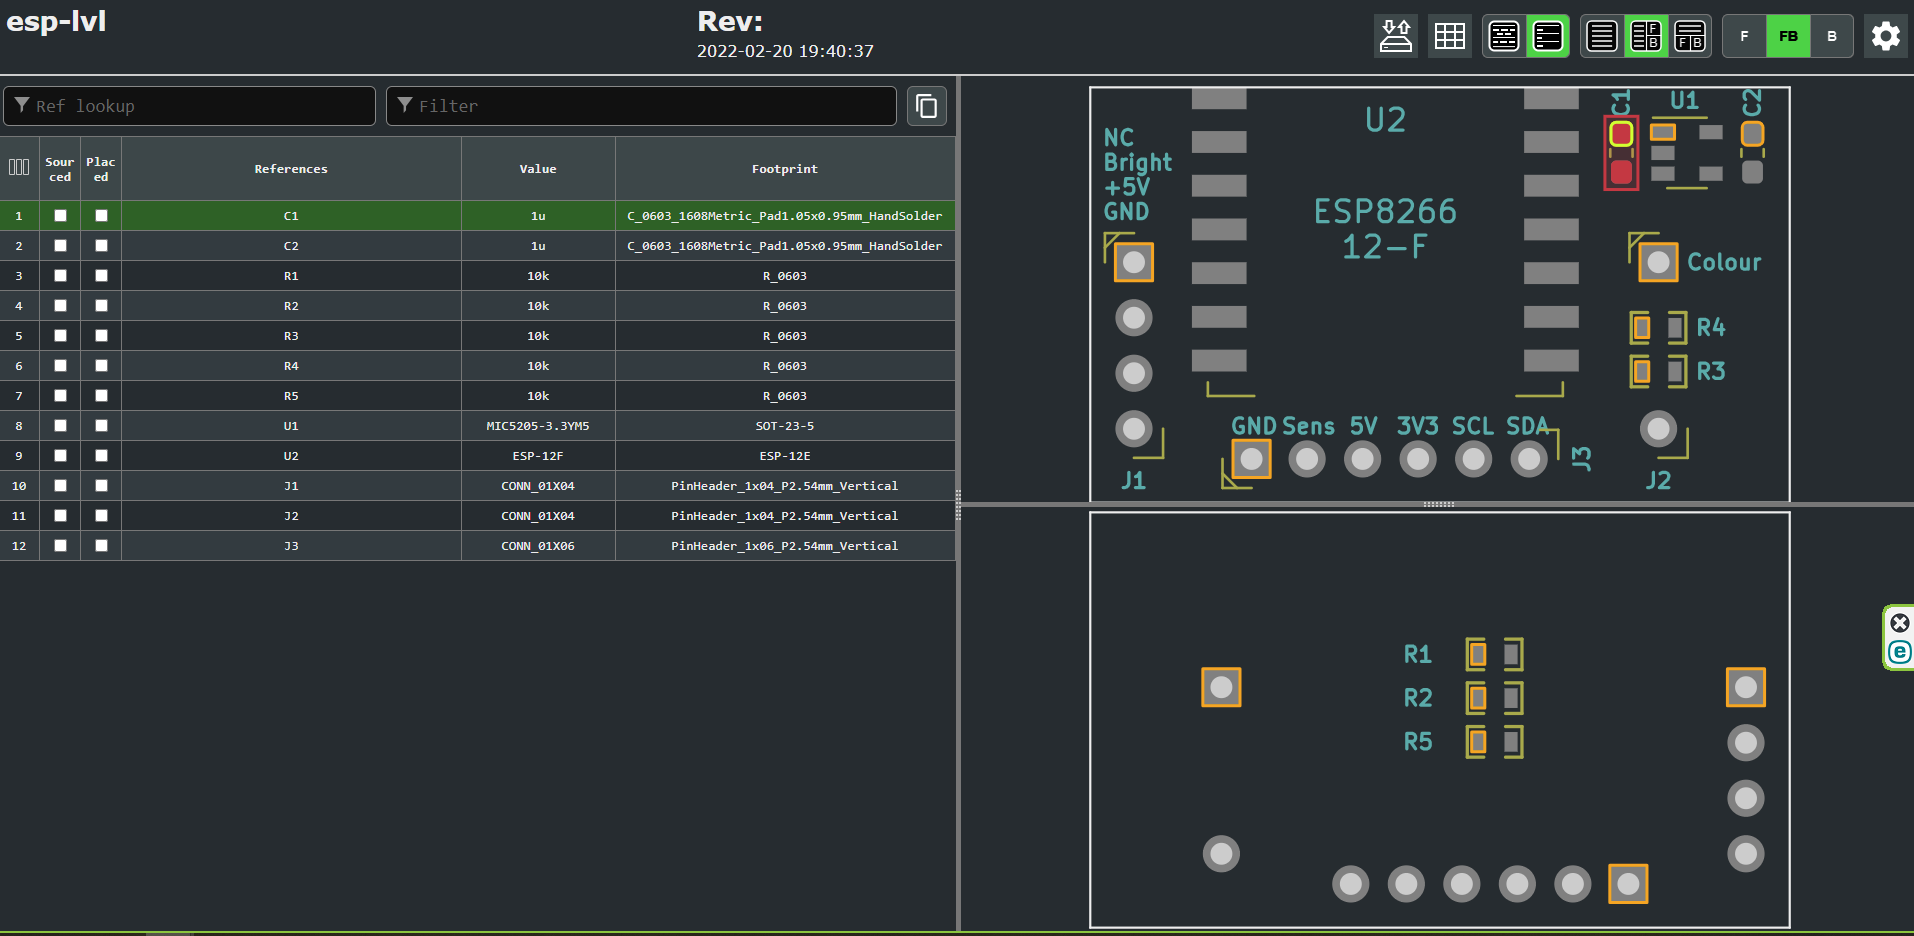 esp-lvl
Rev:
2022-02-20 19:40:37
F
B
F B
F FB B
Ref lookup
Filter
Sour
ced
Plac
ed
References Value Footprint
1 C1 1u C_0603_1608Metric_Pad1.05x0.95mm_HandSolder
2 C2 1u C_0603_1608Metric_Pad1.05x0.95mm_HandSolder
3 R1 10k R_0603
4 R2 10k R_0603
5 R3 10k R_0603
6 R4 10k R_0603
7 R5 10k R_0603
8 U1 MIC5205-3.3YM5 SOT-23-5
9 U2 ESP-12F ESP-12E
10 J1 CONN_01X04 PinHeader_1x04_P2.54mm_Vertical
11 J2 CONN_01X04 PinHeader_1x04_P2.54mm_Vertical
12 J3 CONN_01X06 PinHeader_1x06_P2.54mm_Vertical
U2
C1
U1
C2
NC
Bright
+5V
GND
ESP8266
12-F
Colour
R4
R3
GND Sens 5V 3V3 SCL SDA
J3
J1
J2
R1
R2
R5
e